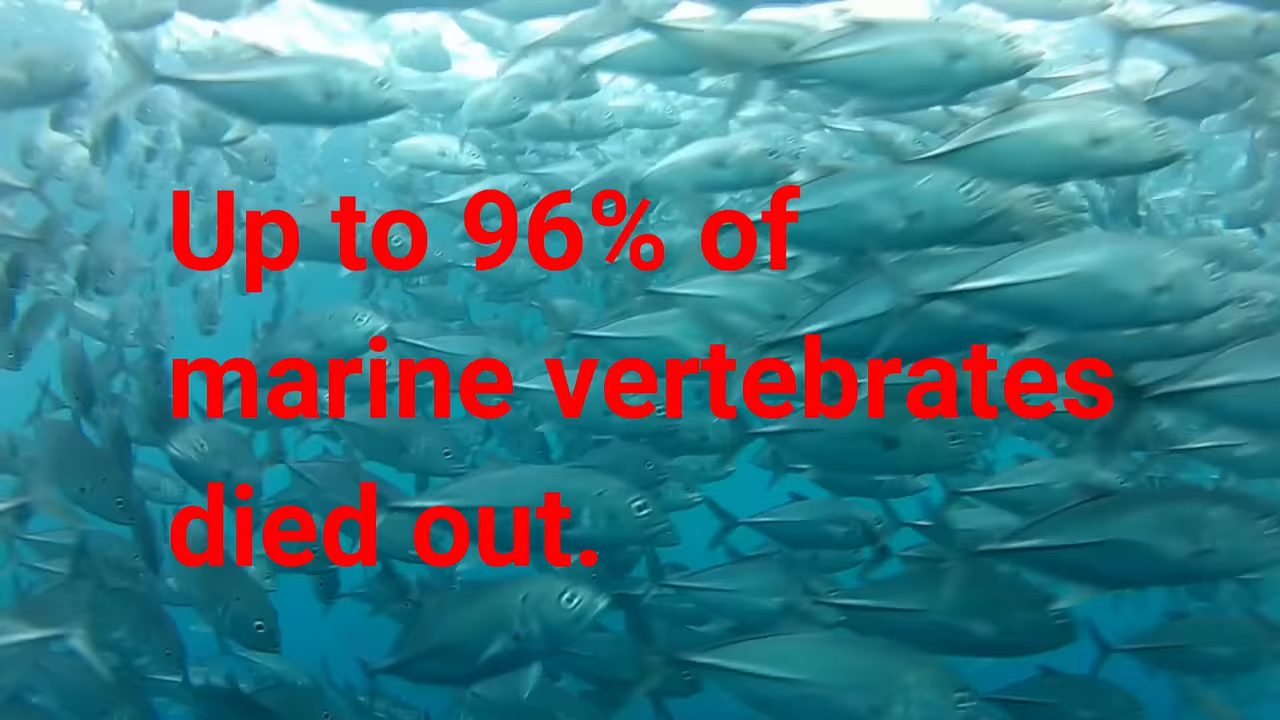 Up to 96% of
marine vertebrates
died out.